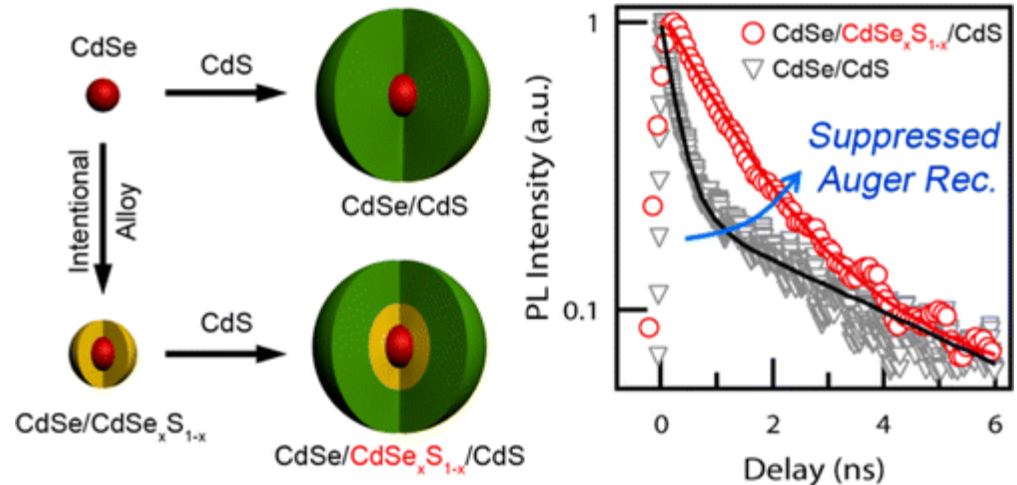 CdSe
CdS
CdSe/CdS
Intentional
Alloy
CdS
CdSe/CdSeₓS₁₋ₓ
CdSe/CdSeₓS₁₋ₓ/CdS
PL Intensity (a.u.)
1
0.1
CdSe/CdSeₓS₁₋ₓ/CdS
CdSe/CdS
Suppressed
Auger Rec.
0 2 4 6
Delay (ns)